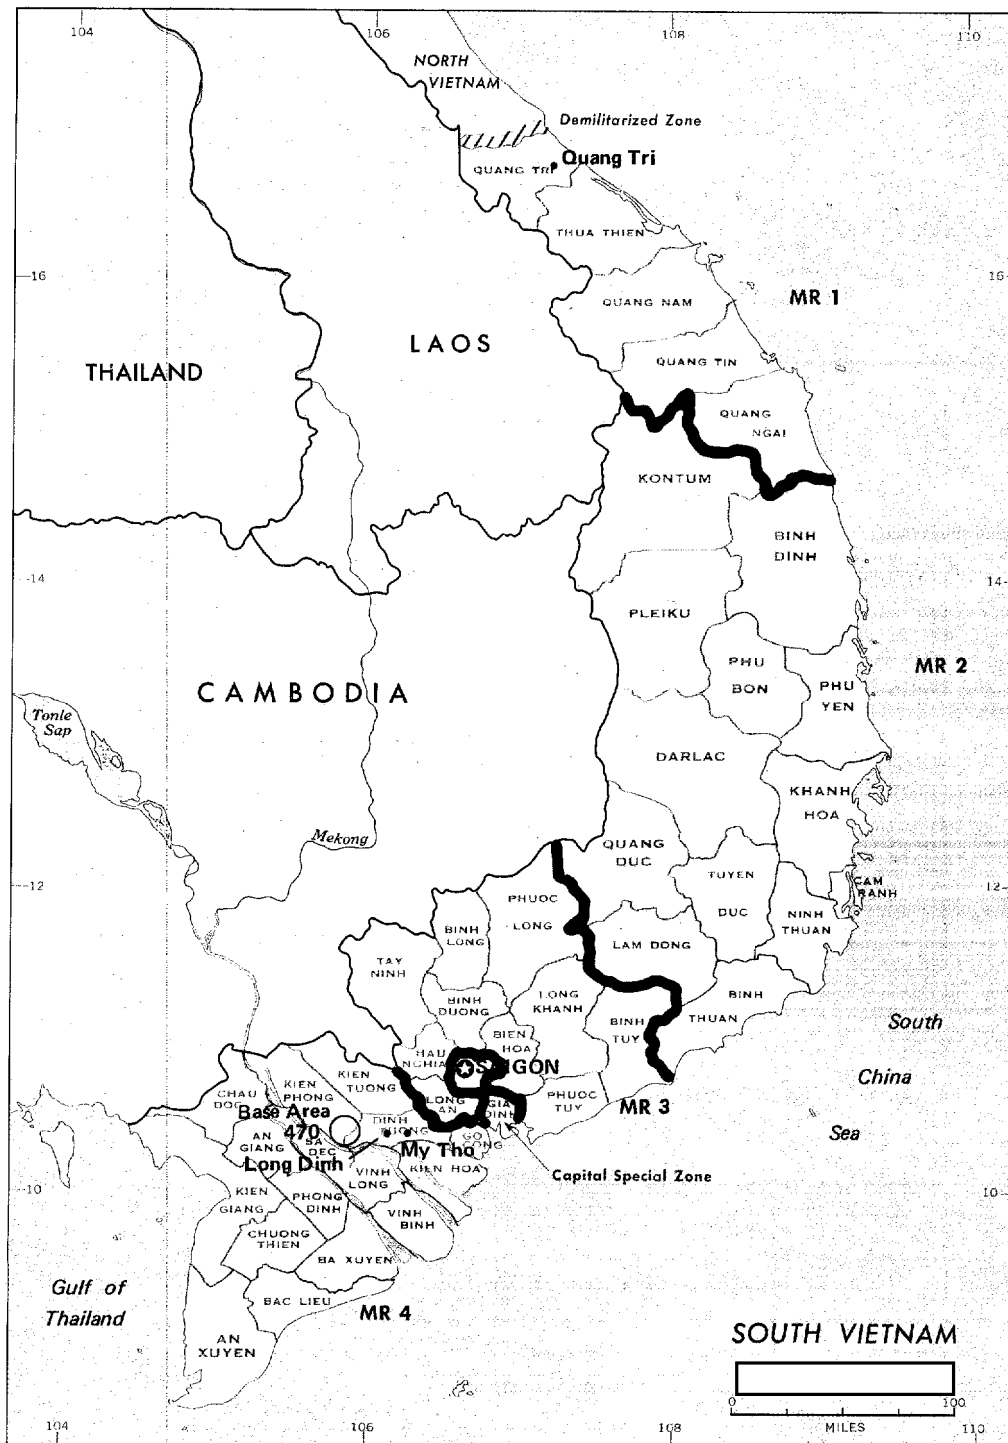 104
106
108
110
NORTH
VIETNAM
Demilitarized Zone
QUANG TRI
Quang Tri
THUA THIEN
16
16
MR 1
QUANG NAM
LAOS
THAILAND
QUANG TIN
QUANG
NGAI
KONTUM
BINH
DINH
14
14
PLEIKU
PHU
BON
PHU
YEN
MR 2
CAMBODIA
Tonle
Sap
DARLAC
KHANH
HOA
Mekong
QUANG
DUC
TUYEN
DUC
CAM
RANH
12
12
PHUOC
LONG
NINH
THUAN
BINH
LONG
LAM DONG
TAY
NINH
BINH
DUONG
LONG
KHANH
BINH
TUY
BINH
THUAN
BIEN
HOA
HAU
NGHIA
SAIGON
South
China
Sea
KIEN
TUONG
KIEN
PHONG
CHAU
DOC
LONG
AN
GIA
DINH
PHUOC
TUY
MR 3
Base Area
470
DINH
TUONG
AN
GIANG
SA
DEC
GO
CONG
My Tho
Long Dinh
VINH
LONG
KIEN HOA
Capital Special Zone
10
10
KIEN
GIANG
PHONG
DINH
VINH
BINH
CHUONG
THIEN
BA XUYEN
Gulf of
Thailand
BAC LIEU
MR 4
AN
XUYEN
SOUTH VIETNAM
0
100
MILES
104
106
108
110